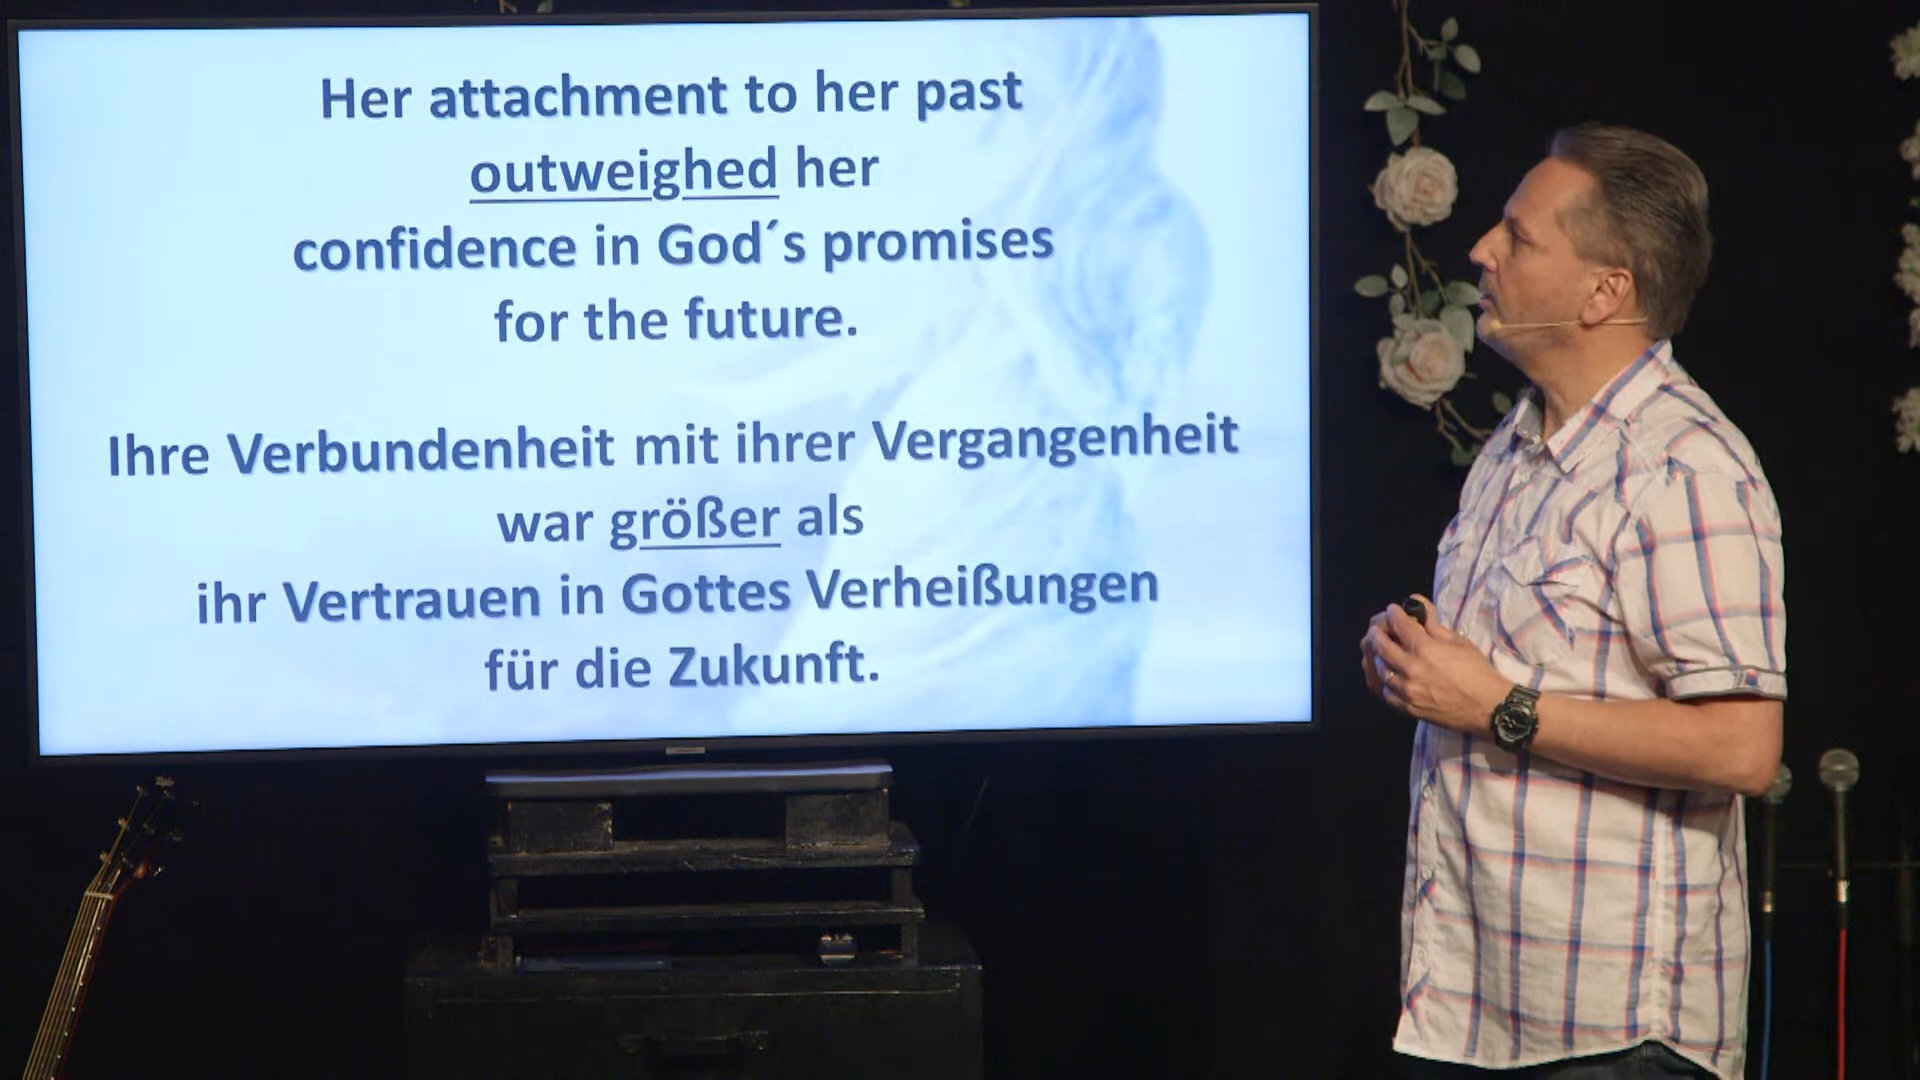 Her attachment to her past
outweighed her
confidence in God´s promises
for the future.
Ihre Verbundenheit mit ihrer Vergangenheit
war größer als
ihr Vertrauen in Gottes Verheißungen
für die Zukunft.